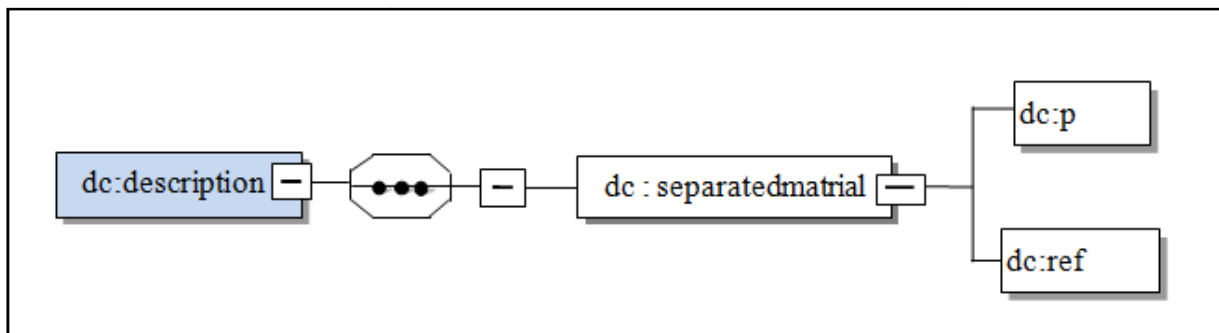 dc:description
dc : separatedmatrial
dc:p
dc:ref